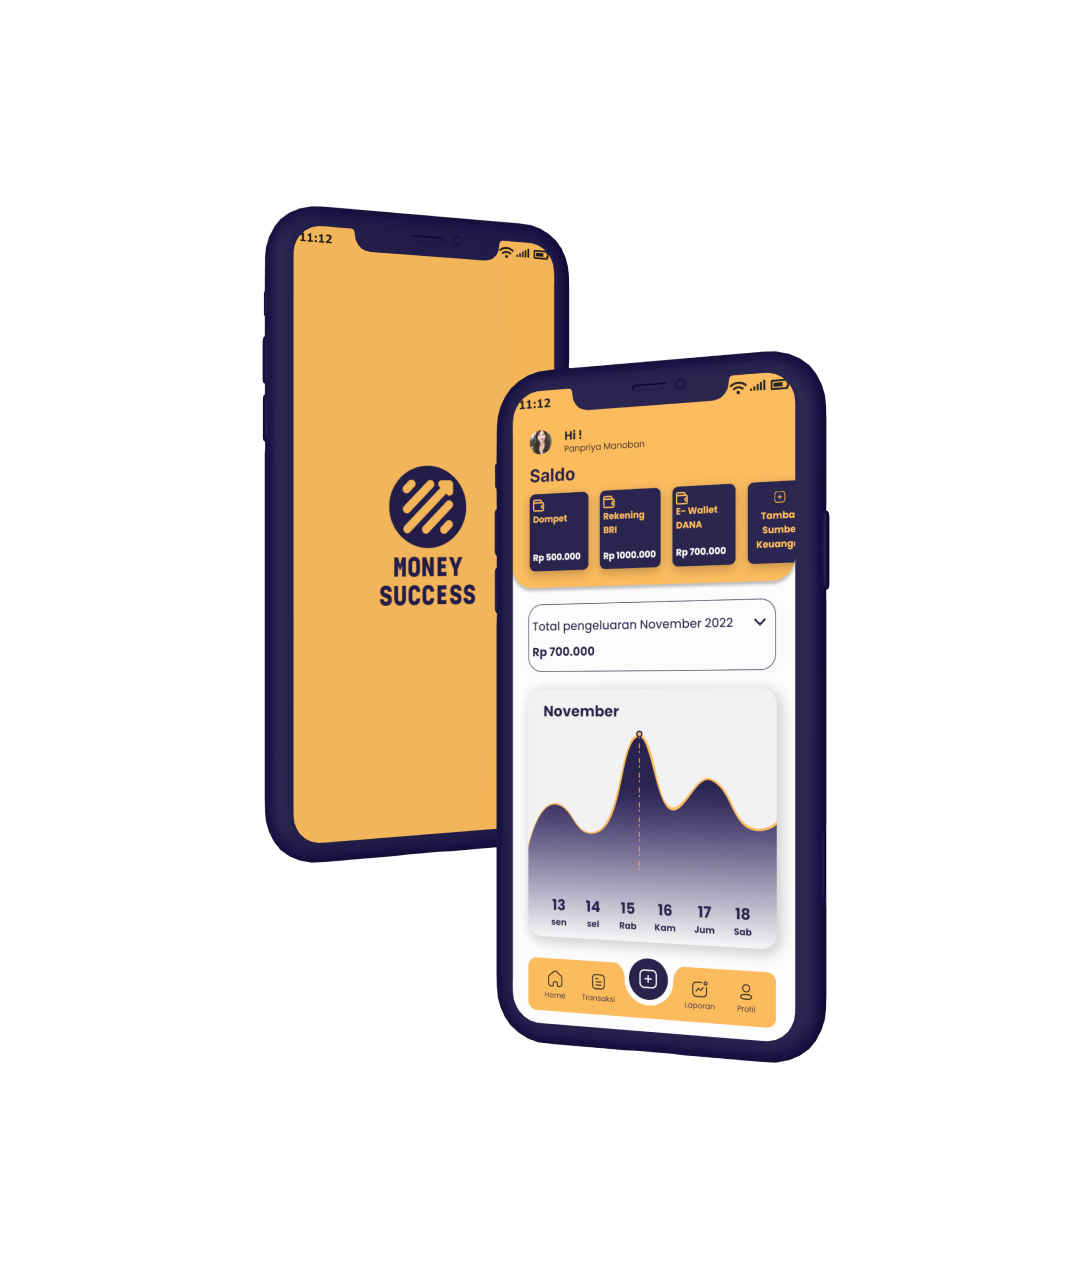 11:12
MONEY
SUCCESS
11:12
Hi !
Panpriya Manoban
Saldo
Dompet
Rp 500.000
Rekening
BRI
Rp 1000.000
E- Wallet
DANA
Rp 700.000
Tamba
Sumbe
Keuang
Total pengeluaran November 2022
Rp 700.000
November
13 14 15 16 17 18
sen sel Rab Kam Jum Sab
Home Transaksi Laporan Profil